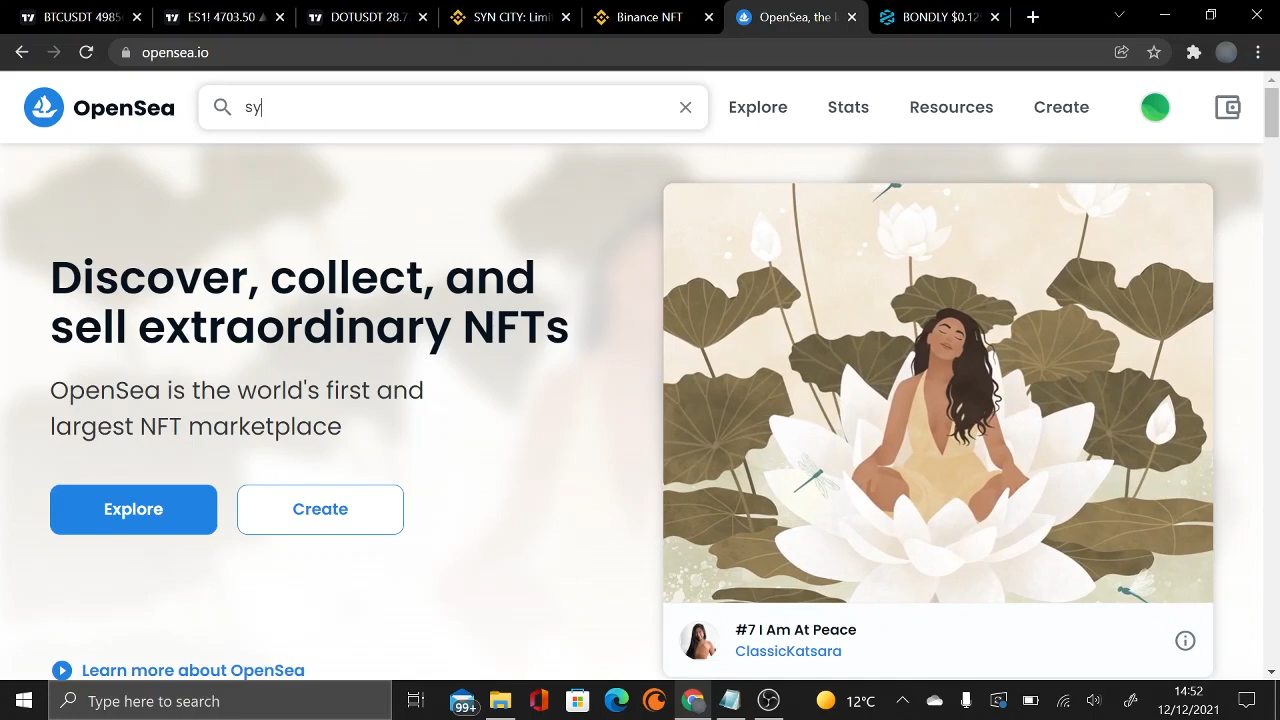 BTCUSDT 4985
ES1! 4703.50
DOTUSDT 28.7
SYN CITY: Limi
Binance NFT
OpenSea, the l
BONDLY $0.129
opensea.io
OpenSea
sy
Explore
Stats
Resources
Create
Discover, collect, and
sell extraordinary NFTs
OpenSea is the world's first and
largest NFT marketplace
Explore
Create
#7 I Am At Peace
ClassicKatsara
Learn more about OpenSea
Type here to search
99+
12°C
14:52
12/12/2021